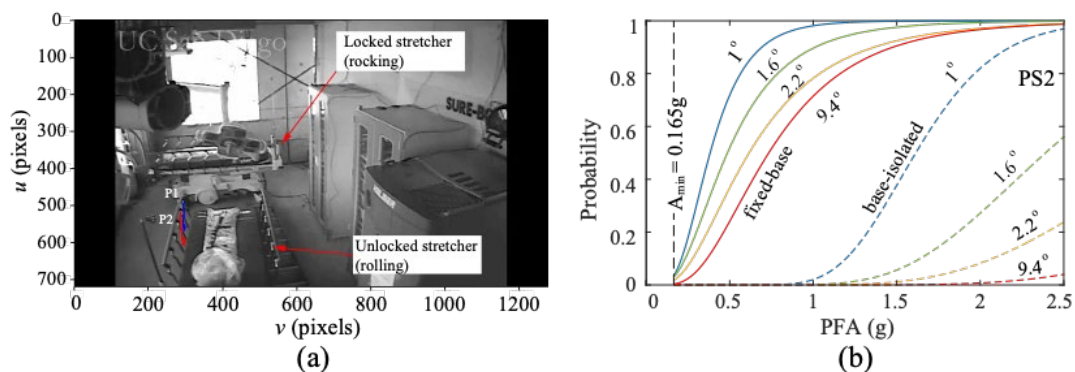 0
100
200
300
400
500
600
700
u (pixels)
0
200
400
600
800
1000
1200
v (pixels)
UC San Diego
Locked stretcher
(rocking)
SURE-BO
P1
P2
Unlocked stretcher
(rolling)
(a)
1
0.8
0.6
0.4
0.2
0
Probability
0
0.5
1
1.5
2
2.5
PFA (g)
Amin = 0.165g
1°
1.6°
2.2°
9.4°
fixed-base
base-isolated
1°
1.6°
2.2°
9.4°
PS2
(b)